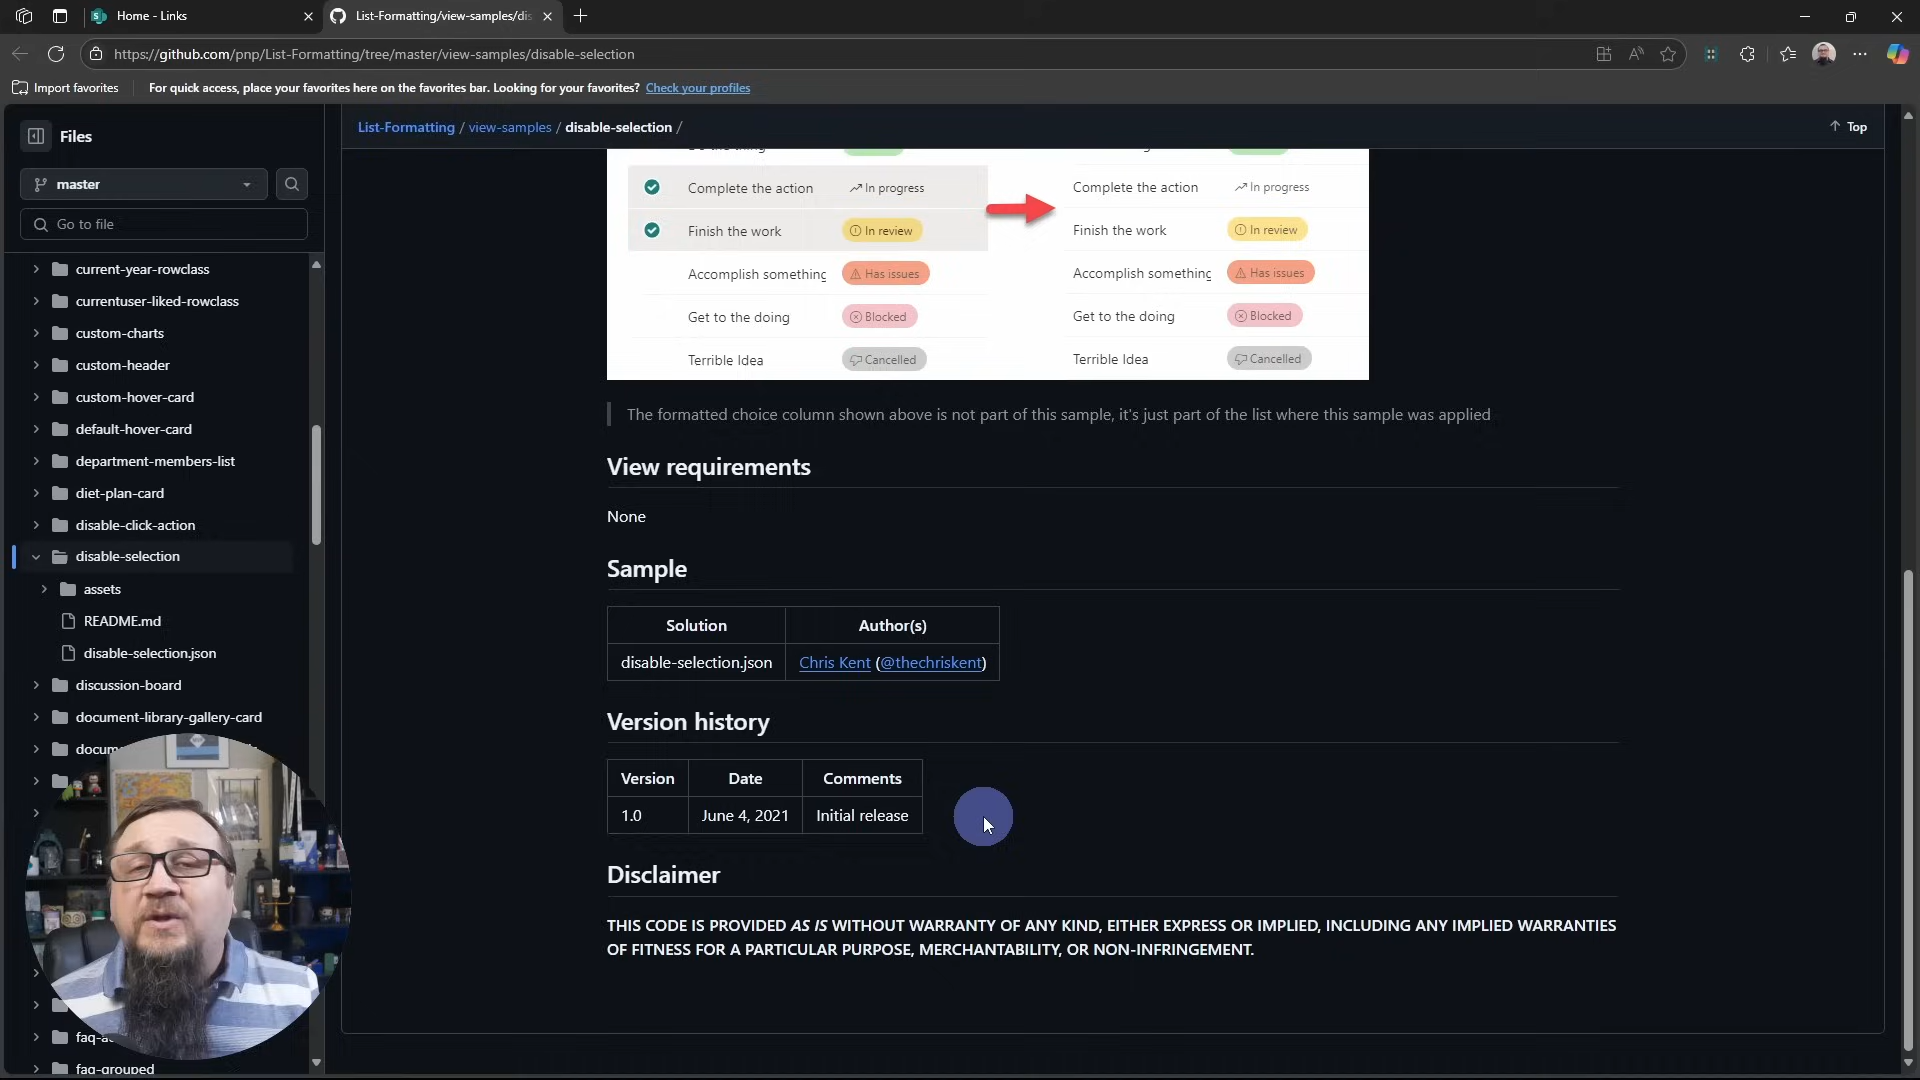 Home - Links
List-Formatting/view-samples/dis
https://github.com/pnp/List-Formatting/tree/master/view-samples/disable-selection
Import favorites
For quick access, place your favorites here on the favorites bar. Looking for your favorites? Check your profiles
Files
List-Formatting / view-samples / disable-selection /
Top
master
Go to file
current-year-rowclass
currentuser-liked-rowclass
custom-charts
custom-header
custom-hover-card
default-hover-card
department-members-list
diet-plan-card
disable-click-action
disable-selection
assets
README.md
disable-selection.json
discussion-board
document-library-gallery-card
docum
faq-a
faq-grouped
Complete the action In progress
Finish the work In review
Accomplish something Has issues
Get to the doing Blocked
Terrible Idea Cancelled
Complete the action In progress
Finish the work In review
Accomplish something Has issues
Get to the doing Blocked
Terrible Idea Cancelled
The formatted choice column shown above is not part of this sample, it's just part of the list where this sample was applied
View requirements
None
Sample
Solution Author(s)
disable-selection.json Chris Kent (@thechriskent)
Version history
Version Date Comments
1.0 June 4, 2021 Initial release
Disclaimer
THIS CODE IS PROVIDED AS IS WITHOUT WARRANTY OF ANY KIND, EITHER EXPRESS OR IMPLIED, INCLUDING ANY IMPLIED WARRANTIES
OF FITNESS FOR A PARTICULAR PURPOSE, MERCHANTABILITY, OR NON-INFRINGEMENT.